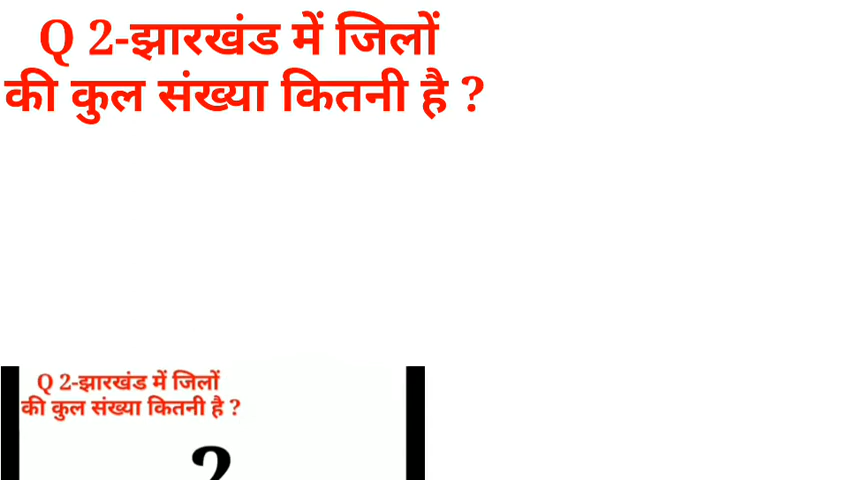 Q 2-झारखंड में जिलों
की कुल संख्या कितनी है ?
Q 2-झारखंड में जिलों
की कुल संख्या कितनी है ?
?